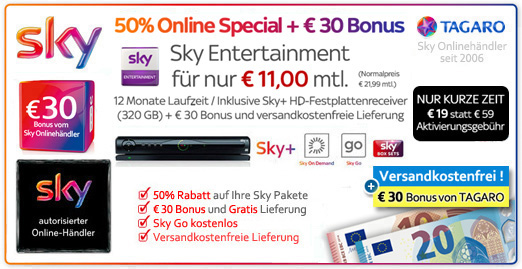 sky
50% Online Special + € 30 Bonus
TAGARO
Sky Onlinehändler
seit 2006
sky
ENTERTAINMENT
Sky Entertainment
für nur € 11,00 mtl.
(Normalpreis
€ 21,99 mtl.)
€30
Bonus vom
Sky Onlinehändler
12 Monate Laufzeit / Inklusive Sky+ HD-Festplattenreceiver
(320 GB) + € 30 Bonus und versandkostenfreie Lieferung
NUR KURZE ZEIT
€ 19 statt € 59
Aktivierungsgebühr
Sky+
Sky On Demand
go
Sky Go
sky
BOX SETS
sky
autorisierter
Online-Händler
50% Rabatt auf Ihre Sky Pakete
€ 30 Bonus und Gratis Lieferung
Sky Go kostenlos
Versandkostenfreie Lieferung
+
Versandkostenfrei !
€ 30 Bonus von TAGARO
20